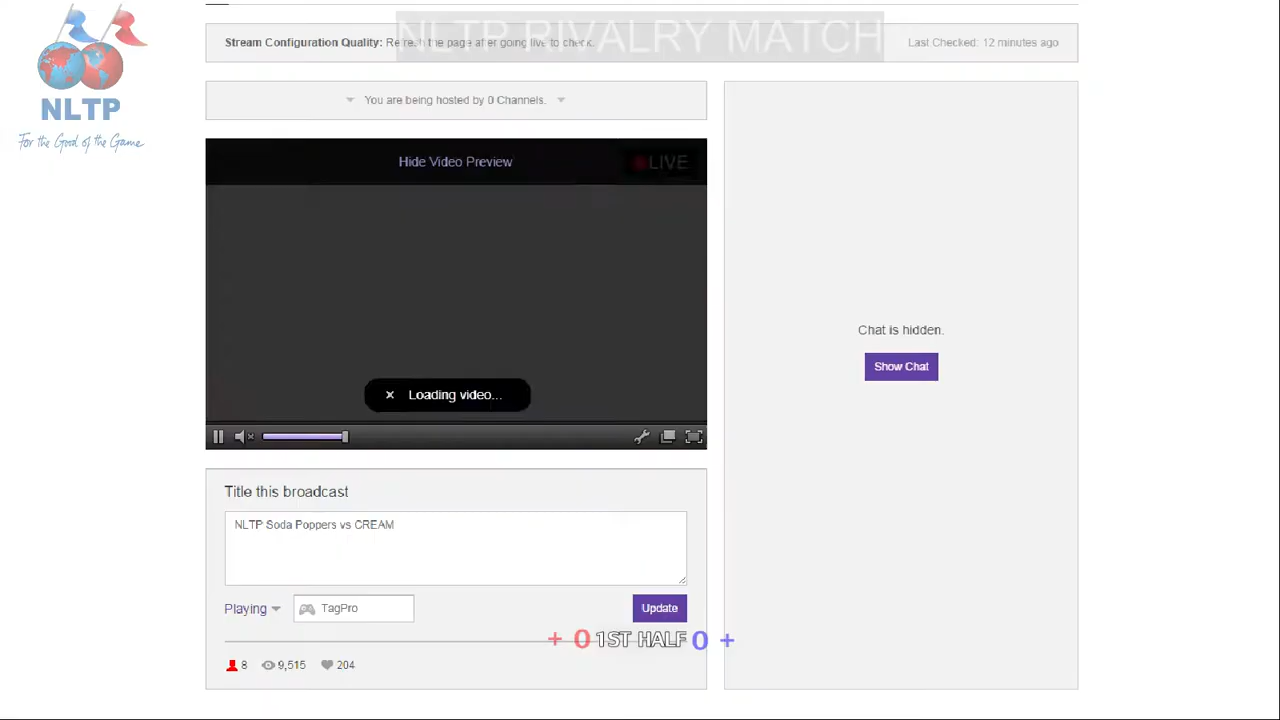 NLTP RIVALRY MATCH
Stream Configuration Quality: Refresh the page after going live to check.
Last Checked: 12 minutes ago
NLTP
For the Good of the Game
You are being hosted by 0 Channels.
Hide Video Preview
LIVE
Chat is hidden.
Show Chat
Loading video...
Title this broadcast
NLTP Soda Poppers vs CREAM
Playing
TagPro
Update
+ 0 1ST HALF 0 +
8 9,515 204